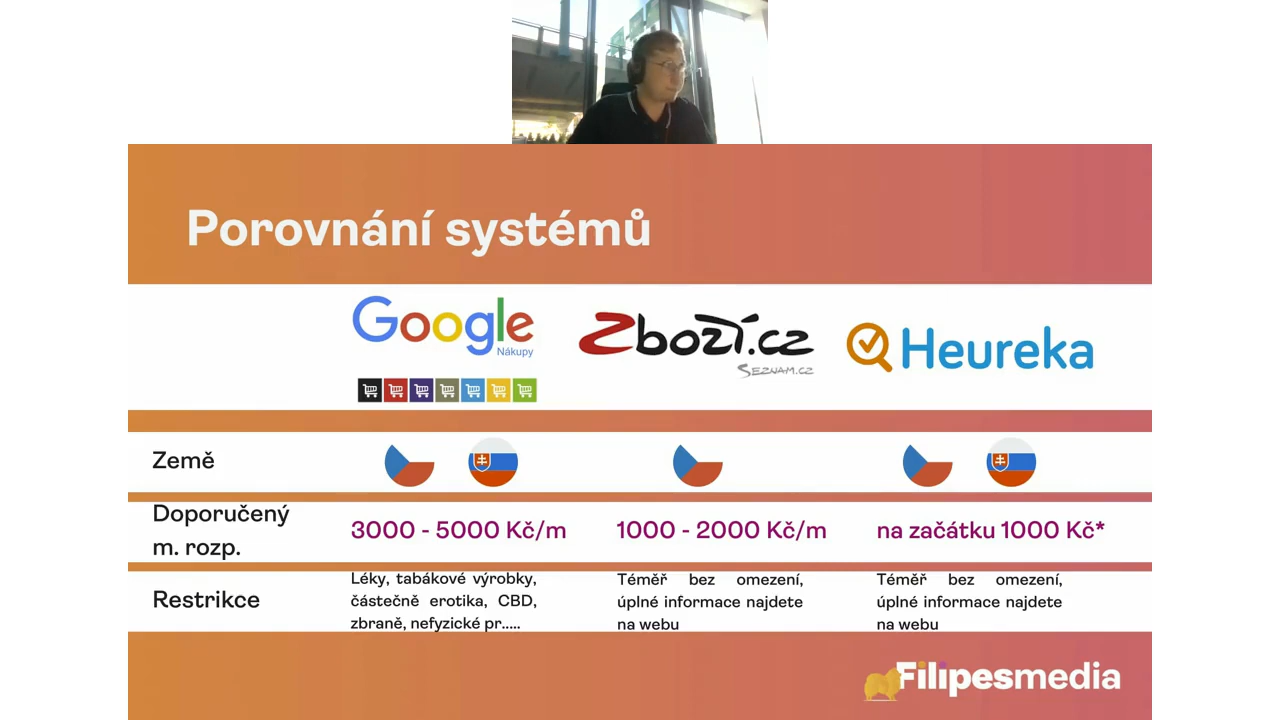 Porovnání systémů
Google
Nákupy
Zboží.cz
SEZNAM.CZ
Heureka
Země
Doporučený
m. rozp.
3000 - 5000 Kč/m
1000 - 2000 Kč/m
na začátku 1000 Kč*
Restrikce
Léky, tabákové výrobky,
částečně erotika, CBD,
zbraně, nefyzické pr.....
Téměř bez omezení,
úplné informace najdete
na webu
Téměř bez omezení,
úplné informace najdete
na webu
Filipesmedia